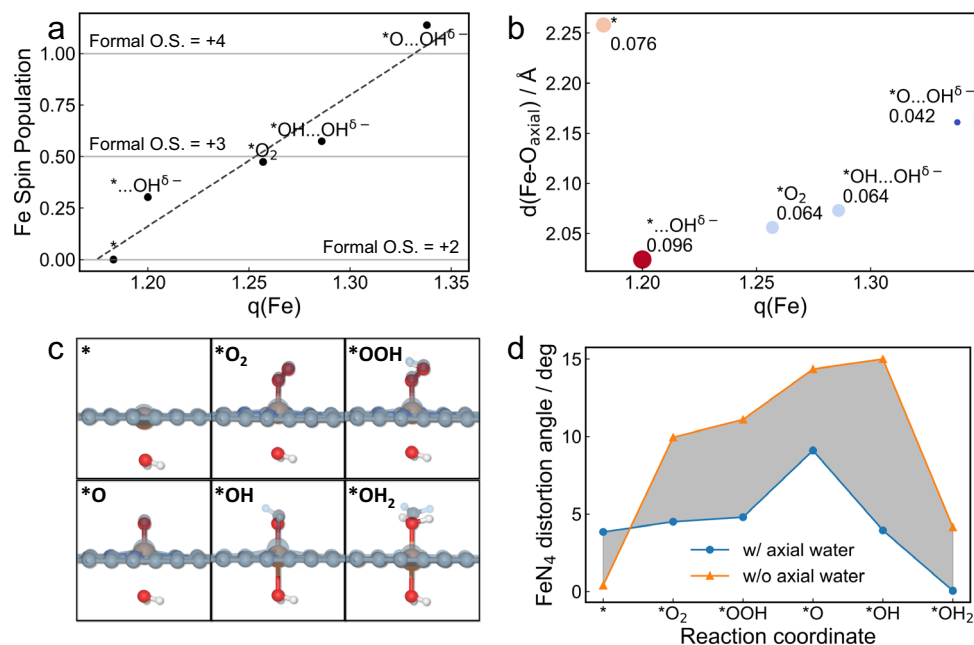 a
Formal O.S. = +4
*O...OHδ−
*OH...OHδ−
Formal O.S. = +3
*O2
*...OHδ−
*
Formal O.S. = +2
1.00
0.75
0.50
0.25
0.00
Fe Spin Population
1.20
1.25
1.30
1.35
q(Fe)
b
*
0.076
*O...OHδ−
0.042
*OH...OHδ−
0.064
*O2
0.064
*...OHδ−
0.096
2.25
2.20
2.15
2.10
2.05
d(Fe-Oaxial) / Å
1.20
1.25
1.30
q(Fe)
c
*
*O2
*OOH
*O
*OH
*OH2
d
15
10
5
0
FeN4 distortion angle / deg
w/ axial water
w/o axial water
*
*O2
*OOH
*O
*OH
*OH2
Reaction coordinate